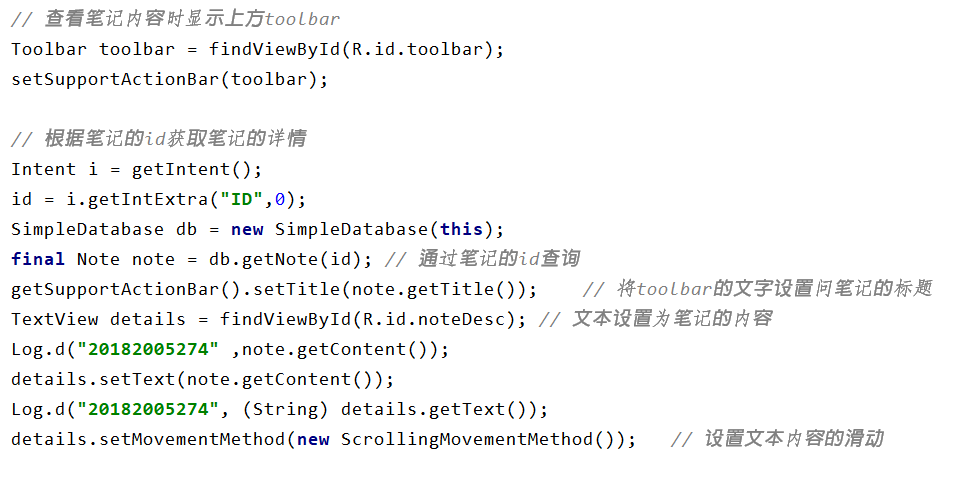 // 查看笔记内容时显示上方toolbar
Toolbar toolbar = findViewById(R.id.toolbar);
setSupportActionBar(toolbar);
// 根据笔记的id获取笔记的详情
Intent i = getIntent();
id = i.getIntExtra("ID",0);
SimpleDatabase db = new SimpleDatabase(this);
final Note note = db.getNote(id); // 通过笔记的id查询
getSupportActionBar().setTitle(note.getTitle()); // 将toolbar的文字设置问笔记的标题
TextView details = findViewById(R.id.noteDesc); // 文本设置为笔记的内容
Log.d("20182005274" ,note.getContent());
details.setText(note.getContent());
Log.d("20182005274", (String) details.getText());
details.setMovementMethod(new ScrollingMovementMethod()); // 设置文本内容的滑动